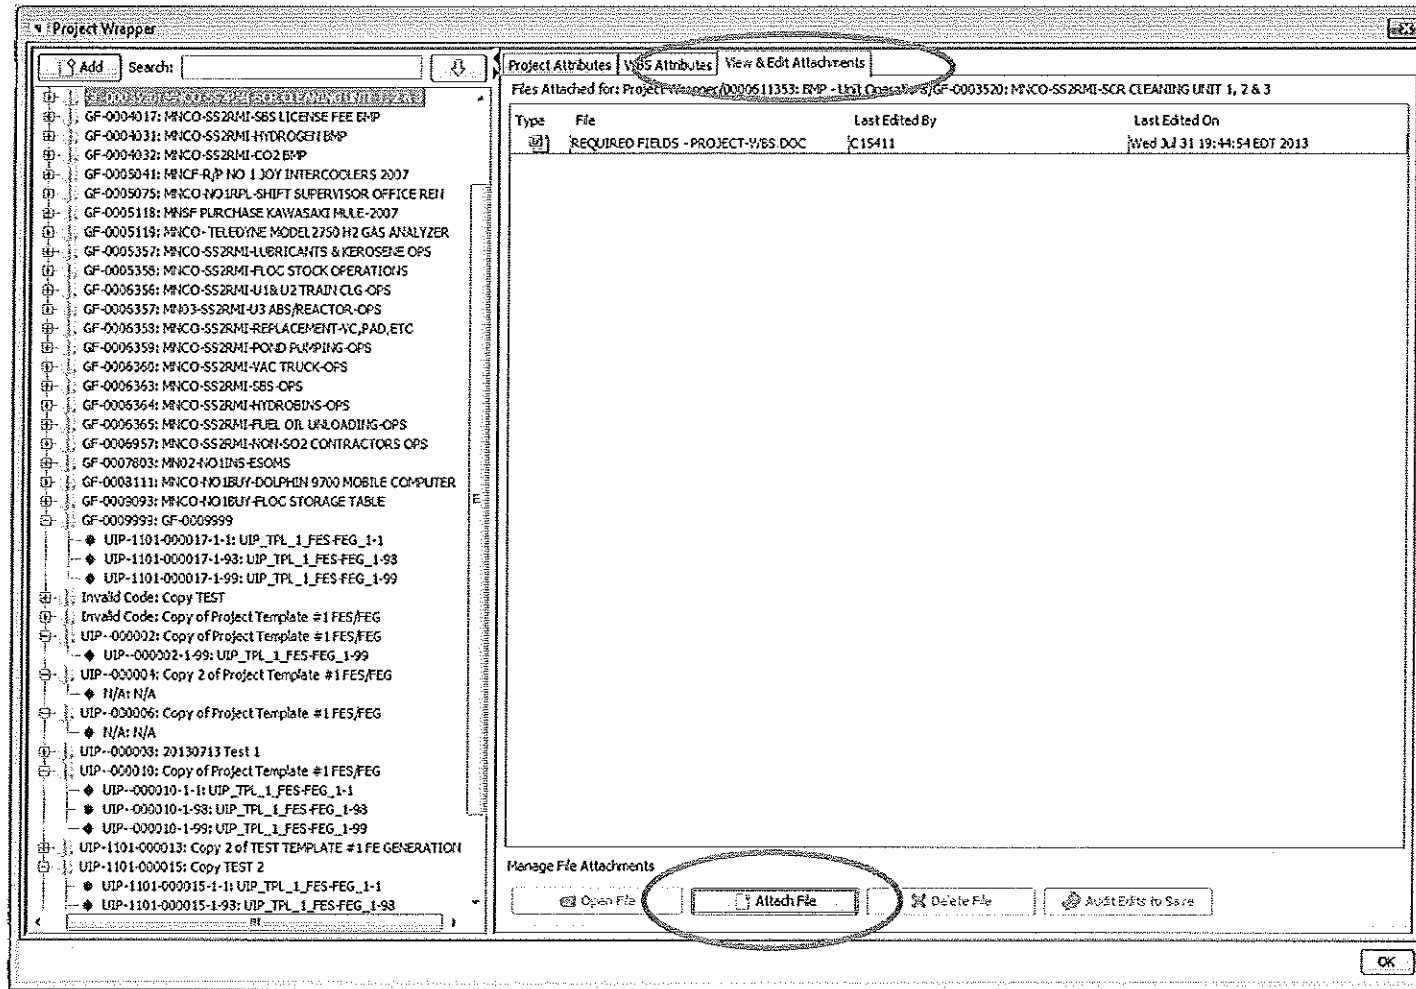 Project Wrapper
Add Search:
GF-0004017: MNCO-SS2RMI-SBS LICENSE FEE BMP
GF-0004031: MNCO-SS2RMI-HYDROGEN BMP
GF-0004032: MNCO-SS2RMI-CO2 BMP
GF-0005041: MNCF-R/P NO 1 JOY INTERCOOLERS 2007
GF-0005075: MNCO-NO1RPL-SHIFT SUPERVISOR OFFICE REN
GF-0005118: MNSF PURCHASE KAWASAKI MULE-2007
GF-0005119: MNCO- TELEDYNE MODEL 2750 H2 GAS ANALYZER
GF-0005357: MNCO-SS2RMI-LUBRICANTS & KEROSENE OPS
GF-0005358: MNCO-SS2RMI-FLOC STOCK OPERATIONS
GF-0006356: MNCO-SS2RMI-U1& U2 TRAIN CLG-OPS
GF-0006357: MN03-SS2RMI-U3 ABS/REACTOR-OPS
GF-0006358: MNCO-SS2RMI-REPLACEMENT-VC,PAD,ETC
GF-0006359: MNCO-SS2RMI-POND PUMPING-OPS
GF-0006360: MNCO-SS2RMI-VAC TRUCK-OPS
GF-0006363: MNCO-SS2RMI-SBS-OPS
GF-0006364: MNCO-SS2RMI-HYDROBINS-OPS
GF-0006365: MNCO-SS2RMI-FUEL OIL UNLOADING-OPS
GF-0006957: MNCO-SS2RMI-NON-SO2 CONTRACTORS OPS
GF-0007803: MN02-NO1INS-ESOMS
GF-0008111: MNCO-NO1BUY-DOLPHIN 9700 MOBILE COMPUTER
GF-0009093: MNCO-NO1BUY-FLOC STORAGE TABLE
GF-0009999: GF-0009999
UIP-1101-000017-1-1: UIP_TPL_1_FES-FEG_1-1
UIP-1101-000017-1-98: UIP_TPL_1_FES-FEG_1-98
UIP-1101-000017-1-99: UIP_TPL_1_FES-FEG_1-99
Invalid Code: Copy TEST
Invalid Code: Copy of Project Template #1 FES/FEG
UIP--000002: Copy of Project Template #1 FES/FEG
UIP--000002-1-99: UIP_TPL_1_FES-FEG_1-99
UIP--000004: Copy 2 of Project Template #1 FES/FEG
N/A: N/A
UIP--000006: Copy of Project Template #1 FES/FEG
N/A: N/A
UIP--000008: 20130713 Test 1
UIP--000010: Copy of Project Template #1 FES/FEG
UIP--000010-1-1: UIP_TPL_1_FES-FEG_1-1
UIP--000010-1-98: UIP_TPL_1_FES-FEG_1-98
UIP--000010-1-99: UIP_TPL_1_FES-FEG_1-99
UIP-1101-000013: Copy 2 of TEST TEMPLATE #1 FE GENERATION
UIP-1101-000015: Copy TEST 2
UIP-1101-000015-1-1: UIP_TPL_1_FES-FEG_1-1
UIP-1101-000015-1-98: UIP_TPL_1_FES-FEG_1-98
Project Attributes WBS Attributes View & Edit Attachments
Files Attached for: Project Wrapper/0000611353: BMP - Unit Operations/GF-0003520: MNCO-SS2RMI-SCR CLEANING UNIT 1, 2 & 3
Type File Last Edited By Last Edited On
REQUIRED FIELDS - PROJECT-WBS.DOC C15411 Wed Jul 31 19:44:54 EDT 2013
Manage File Attachments
Open File Attach File Delete File Audit Edits to Save
OK